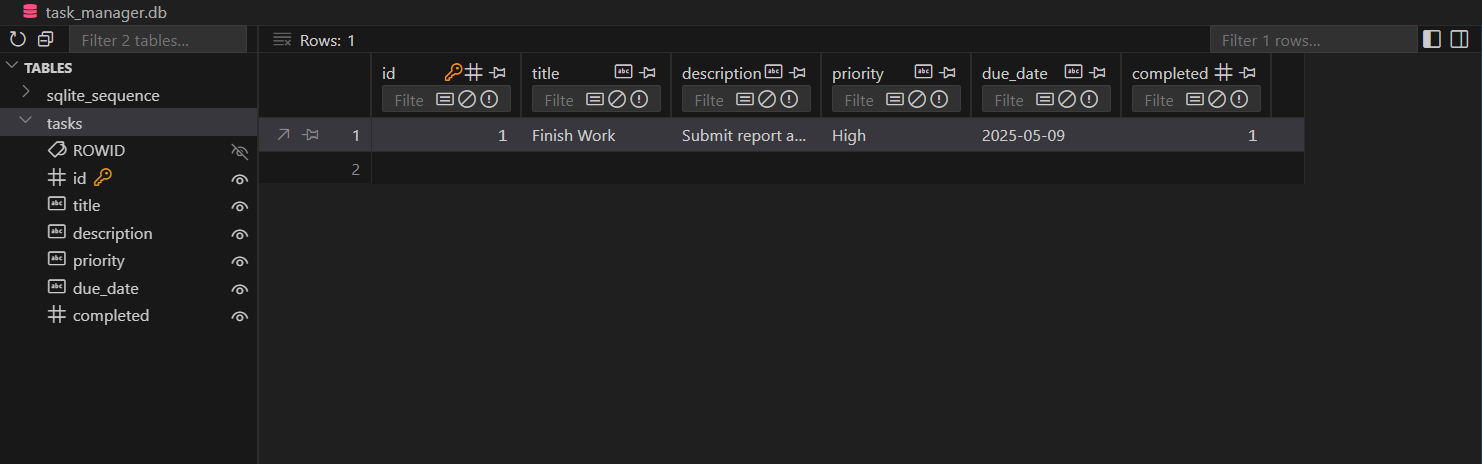 task_manager.db
Filter 2 tables...
Rows: 1
Filter 1 rows...
TABLES
sqlite_sequence
tasks
ROWID
id
title
description
priority
due_date
completed
id title description priority due_date completed
Filte Filte Filte Filte Filte Filte
1 1 Finish Work Submit report a... High 2025-05-09 1
2